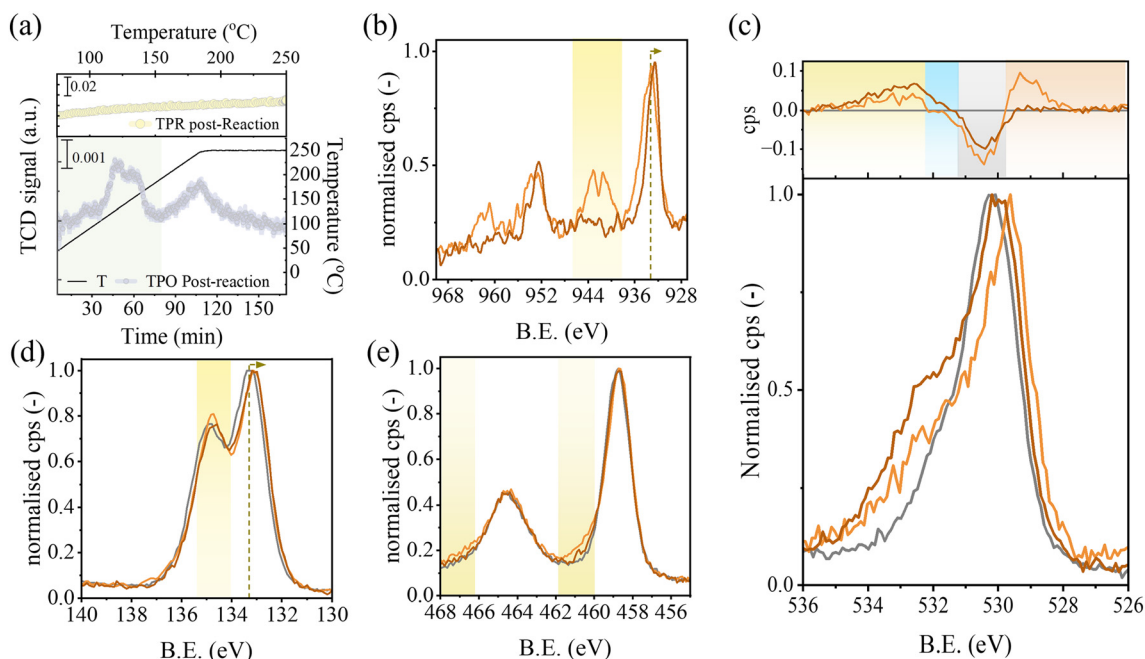 (a)
Temperature (°C)
100 150 200 250
0.02
TPR post-Reaction
TCD signal (a.u.)
0.001
250
200
150
100
50
0
Temperature (°C)
T TPO Post-reaction
30 60 90 120 150
Time (min)
(b)
1.0
0.5
0.0
normalised cps (-)
968 960 952 944 936 928
B.E. (eV)
(c)
0.1
0.0
−0.1
cps
1.0
0.5
0.0
Normalised cps (-)
536 534 532 530 528 526
B.E. (eV)
(d)
1.0
0.8
0.6
0.4
0.2
0.0
normalised cps (-)
140 138 136 134 132 130
B.E. (eV)
(e)
1.0
0.8
0.6
0.4
0.2
0.0
normalised cps (-)
468 466 464 462 460 458 456
B.E. (eV)